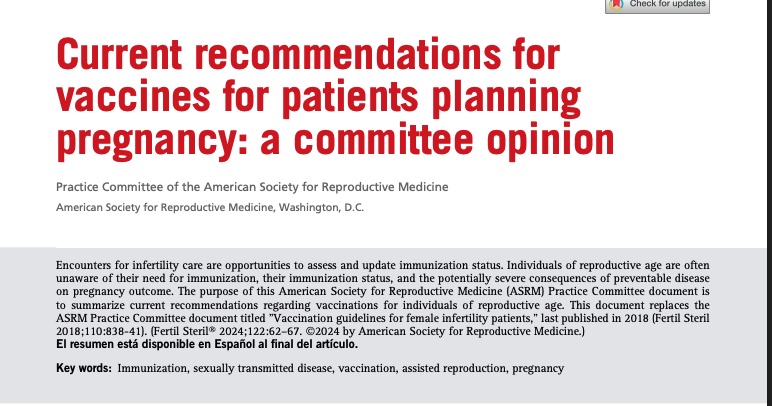 Check for updates
Current recommendations for
vaccines for patients planning
pregnancy: a committee opinion
Practice Committee of the American Society for Reproductive Medicine
American Society for Reproductive Medicine, Washington, D.C.
Encounters for infertility care are opportunities to assess and update immunization status. Individuals of reproductive age are often
unaware of their need for immunization, their immunization status, and the potentially severe consequences of preventable disease
on pregnancy outcome. The purpose of this American Society for Reproductive Medicine (ASRM) Practice Committee document is
to summarize current recommendations regarding vaccinations for individuals of reproductive age. This document replaces the
ASRM Practice Committee document titled "Vaccination guidelines for female infertility patients," last published in 2018 (Fertil Steril
2018;110:838-41). (Fertil Steril® 2024;122:62–67. ©2024 by American Society for Reproductive Medicine.)
El resumen está disponible en Español al final del artículo.
Key words: Immunization, sexually transmitted disease, vaccination, assisted reproduction, pregnancy